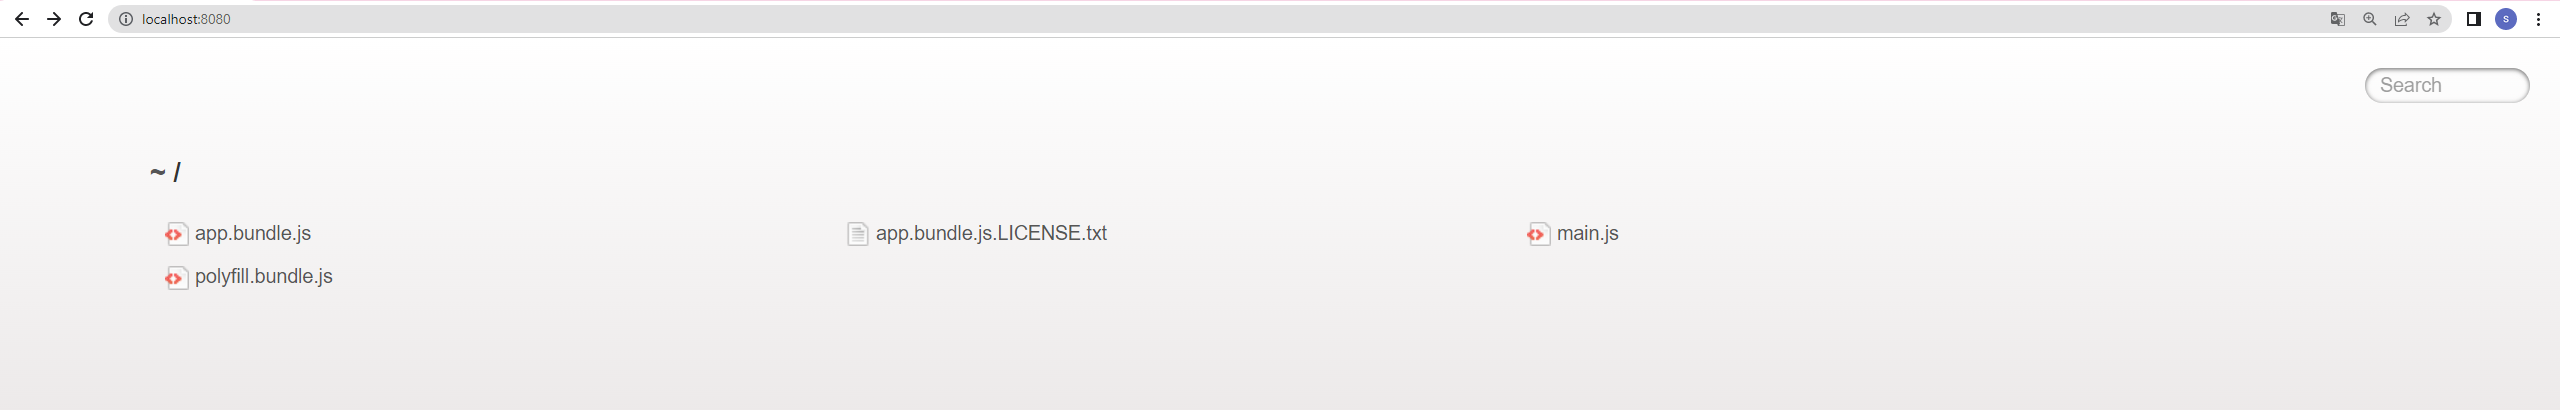 localhost:8080
S
Search
~ /
app.bundle.js
app.bundle.js.LICENSE.txt
main.js
polyfill.bundle.js